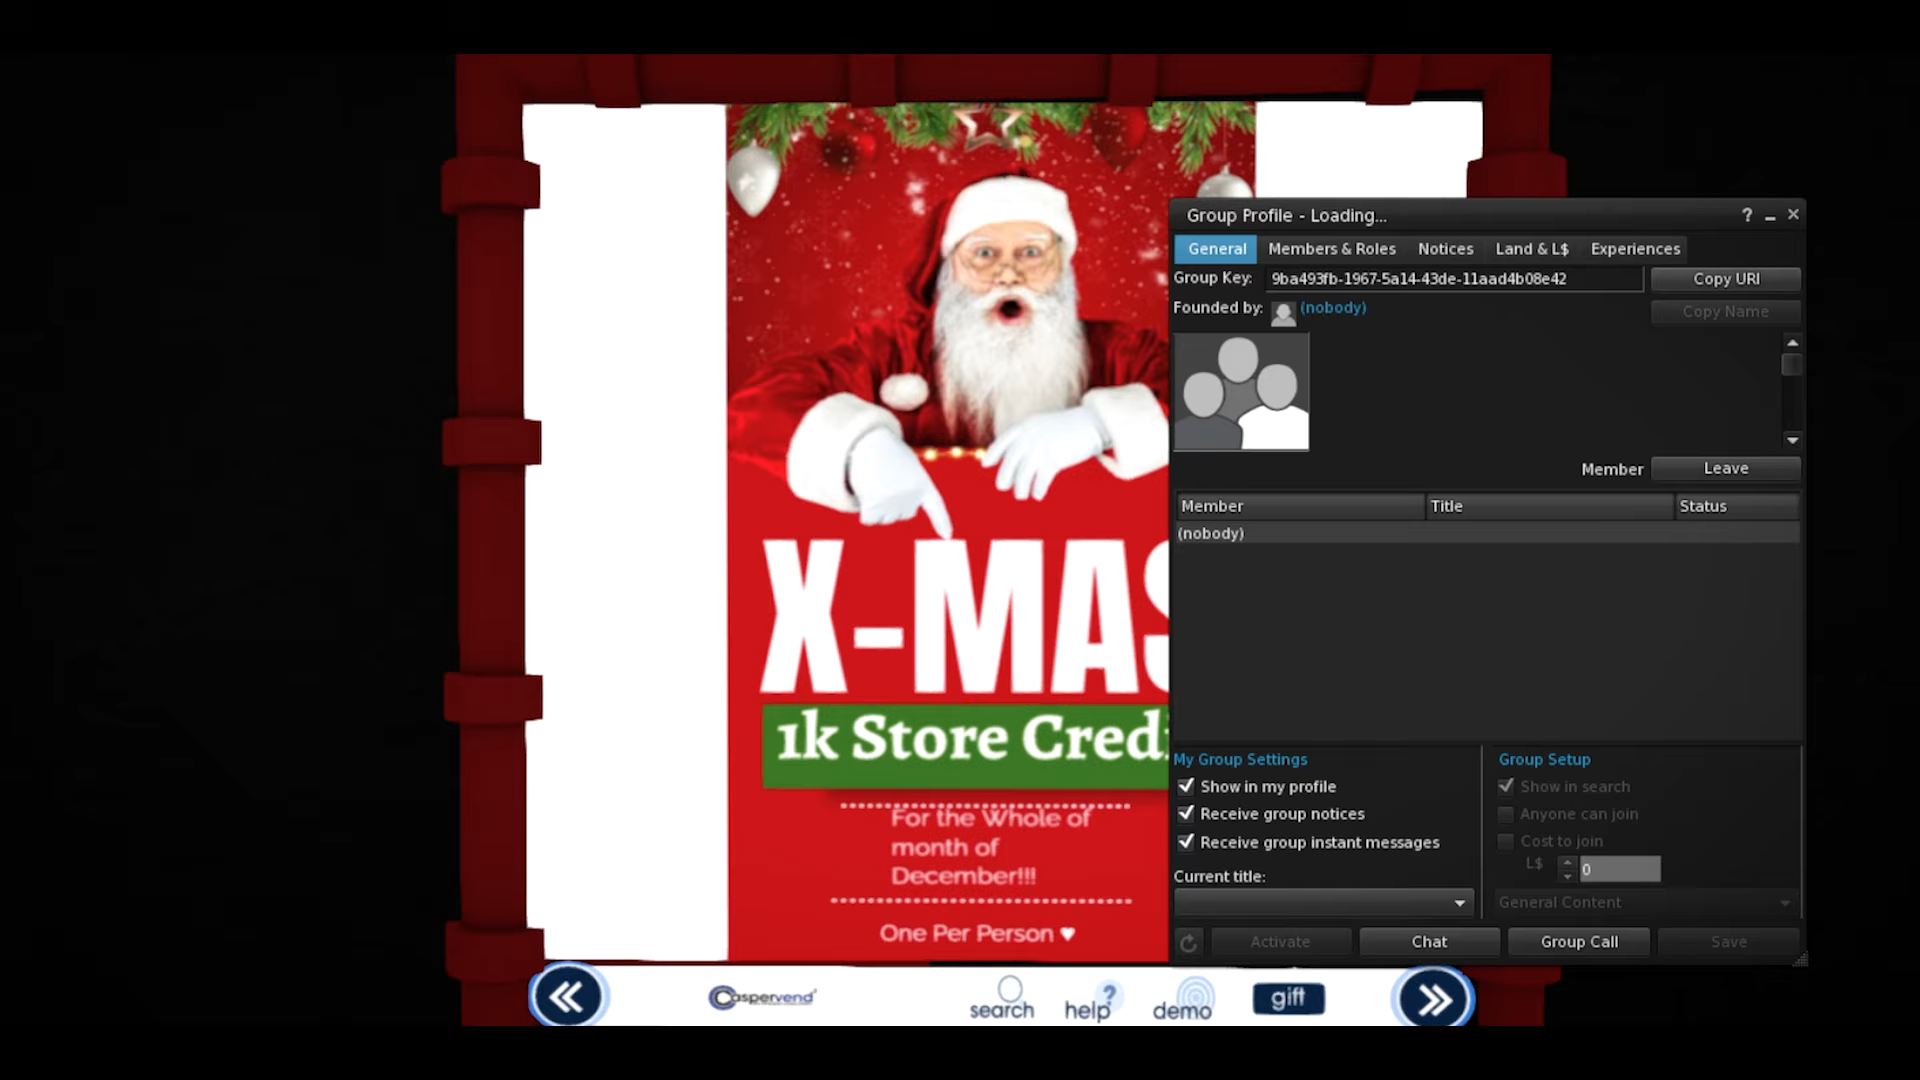 X-MAS
1k Store Credi
For the Whole of
month of
December!!!
One Per Person ♥
Caspervend
search
help?
demo
gift
Group Profile - Loading...
?
General
Members & Roles
Notices
Land & L$
Experiences
Group Key:
9ba493fb-1967-5a14-43de-11aad4b08e42
Copy URI
Founded by:
(nobody)
Copy Name
Member
Leave
Member
Title
Status
(nobody)
My Group Settings
Show in my profile
Receive group notices
Receive group instant messages
Current title:
Group Setup
Show in search
Anyone can join
Cost to join
L$
0
General Content
Activate
Chat
Group Call
Save